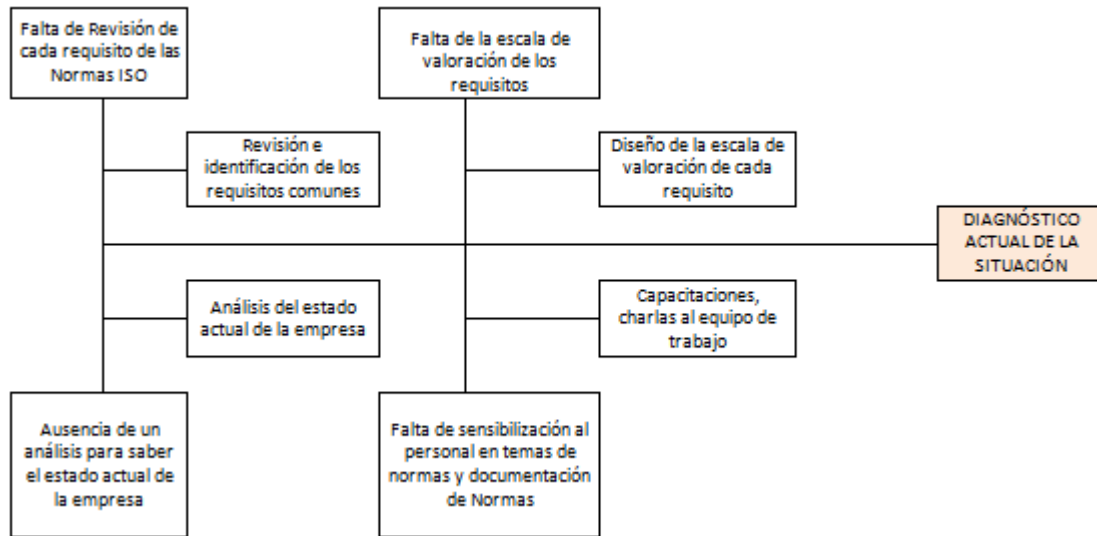 Falta de Revisión de
cada requisito de las
Normas ISO
Falta de la escala de
valoración de los
requisitos
Revisión e
identificación de los
requisitos comunes
Diseño de la escala de
valoración de cada
requisito
DIAGNÓSTICO
ACTUAL DE LA
SITUACIÓN
Análisis del estado
actual de la empresa
Capacitaciones,
charlas al equipo de
trabajo
Ausencia de un
análisis para saber
el estado actual de
la empresa
Falta de sensibilización al
personal en temas de
normas y documentación
de Normas